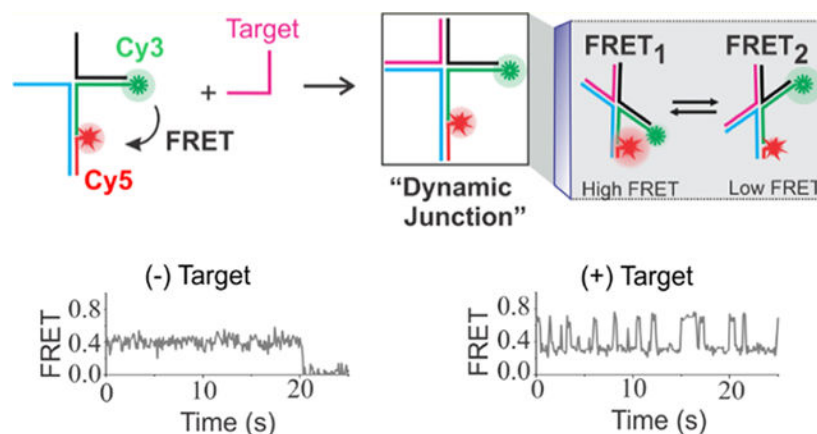 Target
Cy3
+
FRET
Cy5
"Dynamic
Junction"
FRET1
FRET2
High FRET
Low FRET
(-) Target
FRET
0.8
0.4
0.0
0
10
20
Time (s)
(+) Target
FRET
0.8
0.4
0.0
0
10
20
Time (s)